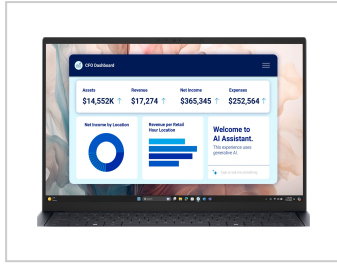 CFO Dashboard
Assets
$14,552K ↑
Revenue
$17,274 ↑
Net Income
$365,345 ↑
Expenses
$252,564 ↑
Net Income by Location
Revenue per Retail
Hour Location
Welcome to
AI Assistant.
This experience uses
generative AI.